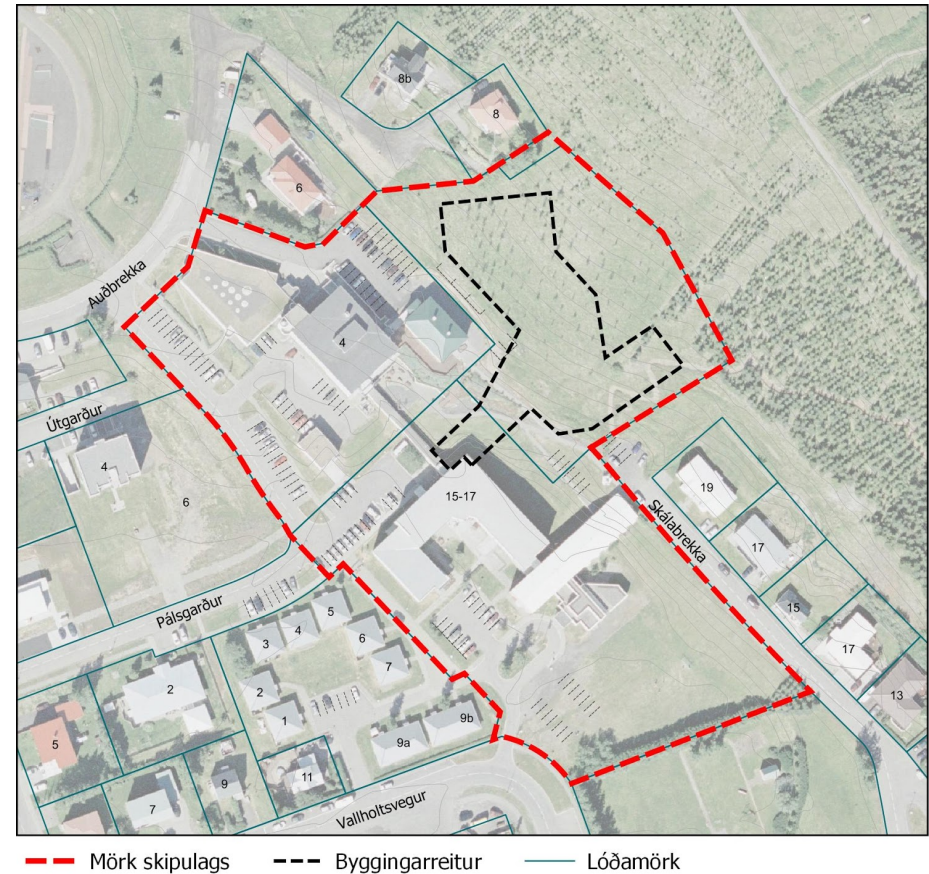 8b
8
6
Auðbrekka
4
Útgarður
4
6
15-17
19
Skálabrekka
17
15
17
13
Pálsgarður
5
4
3
6
7
2
1
2
5
9b
9a
11
9
7
Vallholtsvegur
Mörk skipulags
Byggingarreitur
Lóðamörk